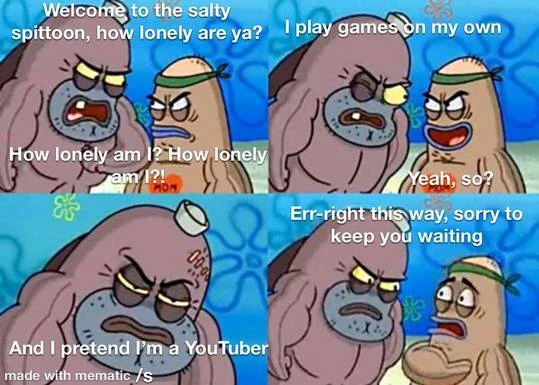 Welcome to the salty
spittoon, how lonely are ya?
How lonely am I? How lonely
am I?!
MOM
I play games on my own
Yeah, so?
And I pretend I'm a YouTuber
made with mematic /s
Err-right this way, sorry to
keep you waiting